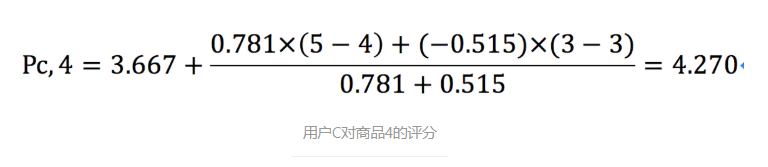 Pc, 4 = 3.667 + \frac{0.781×(5 − 4) + (−0.515)×(3 − 3)}{0.781 + 0.515} = 4.270
用户C对商品4的评分